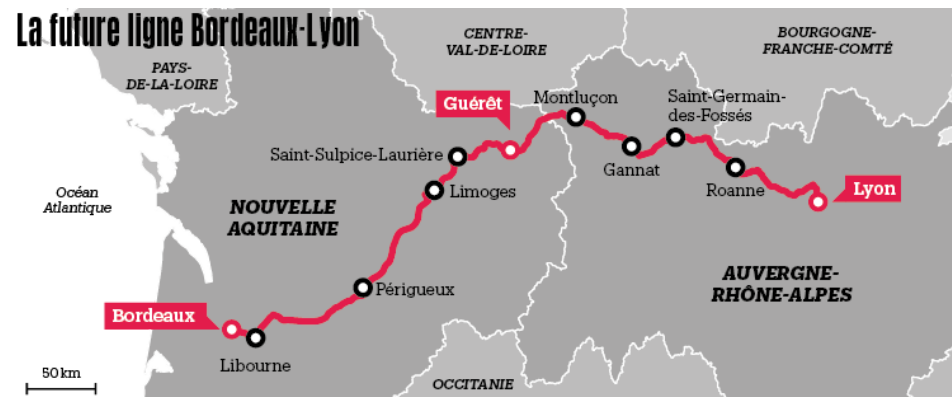 La future ligne Bordeaux-Lyon
CENTRE-
VAL-DE-LOIRE
BOURGOGNE-
FRANCHE-COMTÉ
PAYS-
DE-LA-LOIRE
Guérêt
Montluçon
Saint-Germain-
des-Fossés
Saint-Sulpice-Laurière
Gannat
Océan
Atlantique
Limoges
Roanne
Lyon
NOUVELLE
AQUITAINE
AUVERGNE-
RHÔNE-ALPES
Périgueux
Bordeaux
Libourne
50 km
OCCITANIE